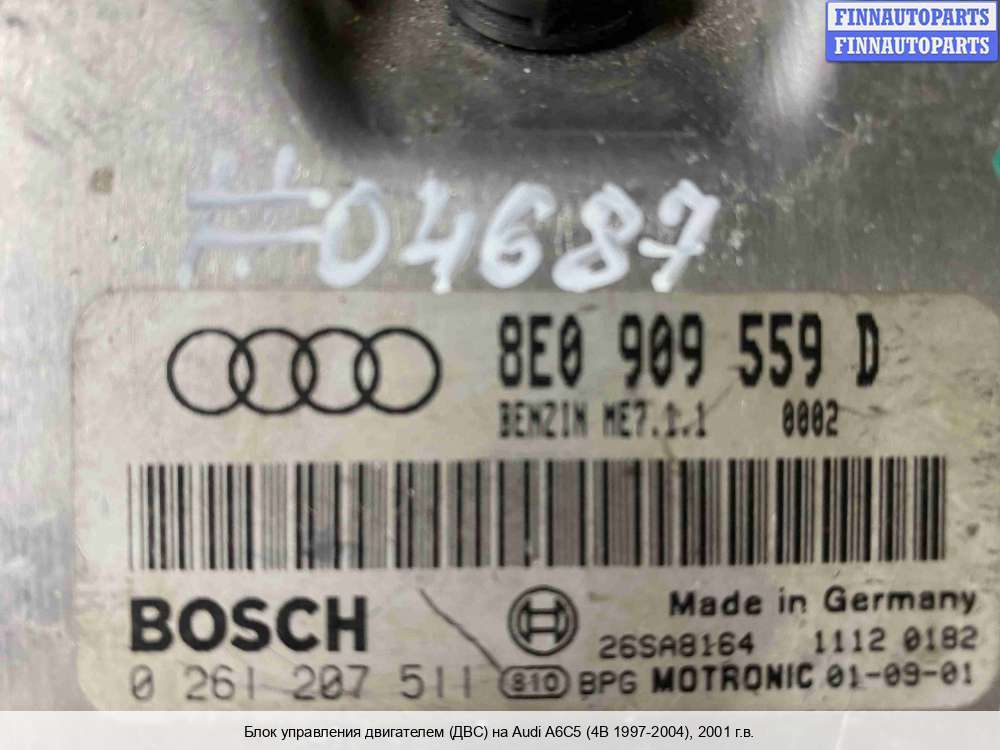 FINNAUTOPARTS
FINNAUTOPARTS
#04687
8E0 909 559 D
BENZIN ME7.1.1 0002
BOSCH
Made in Germany
26SA8164 1112 0182
0 261 207 511 810 BPG MOTRONIC 01-09-01
Блок управления двигателем (ДВС) на Audi A6C5 (4B 1997-2004), 2001 г.в.